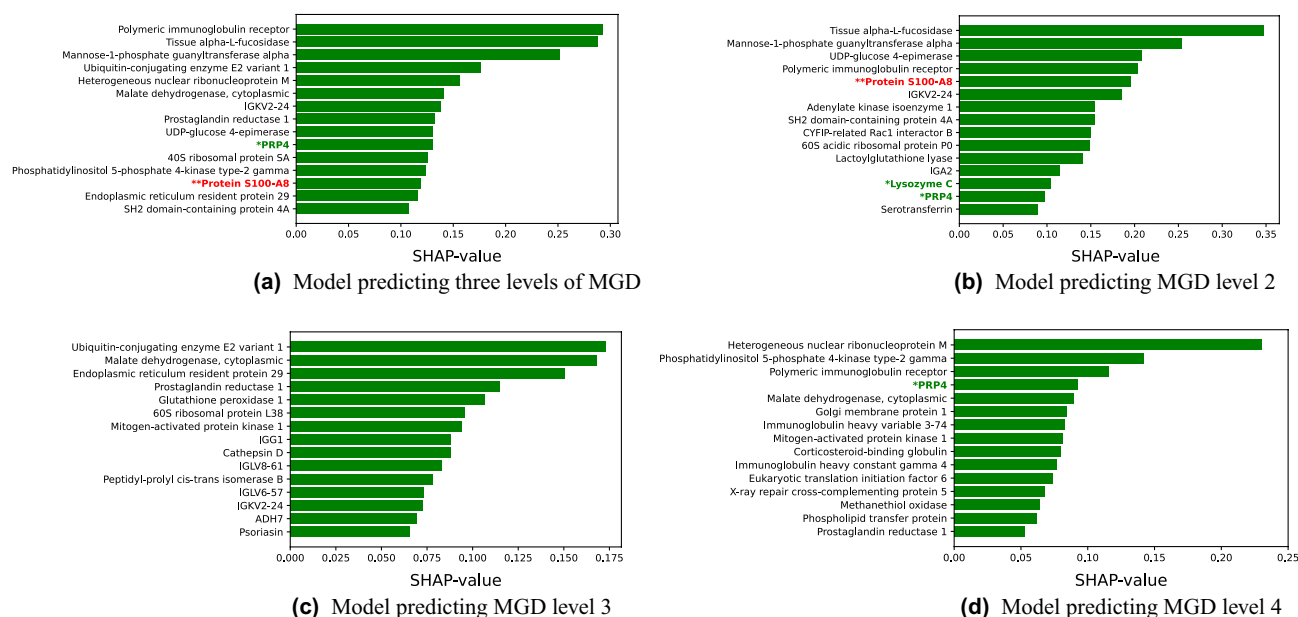 Polymeric immunoglobulin receptor
Tissue alpha-L-fucosidase
Mannose-1-phosphate guanyltransferase alpha
Ubiquitin-conjugating enzyme E2 variant 1
Heterogeneous nuclear ribonucleoprotein M
Malate dehydrogenase, cytoplasmic
IGKV2-24
Prostaglandin reductase 1
UDP-glucose 4-epimerase
*PRP4
40S ribosomal protein SA
Phosphatidylinositol 5-phosphate 4-kinase type-2 gamma
**Protein S100-A8
Endoplasmic reticulum resident protein 29
SH2 domain-containing protein 4A
0.00 0.05 0.10 0.15 0.20 0.25 0.30
SHAP-value
(a) Model predicting three levels of MGD
Tissue alpha-L-fucosidase
Mannose-1-phosphate guanyltransferase alpha
UDP-glucose 4-epimerase
Polymeric immunoglobulin receptor
**Protein S100-A8
IGKV2-24
Adenylate kinase isoenzyme 1
SH2 domain-containing protein 4A
CYFIP-related Rac1 interactor B
60S acidic ribosomal protein P0
Lactoylglutathione lyase
IGA2
*Lysozyme C
*PRP4
Serotransferrin
0.00 0.05 0.10 0.15 0.20 0.25 0.30 0.35
SHAP-value
(b) Model predicting MGD level 2
Ubiquitin-conjugating enzyme E2 variant 1
Malate dehydrogenase, cytoplasmic
Endoplasmic reticulum resident protein 29
Prostaglandin reductase 1
Glutathione peroxidase 1
60S ribosomal protein L38
Mitogen-activated protein kinase 1
IGG1
Cathepsin D
IGLV8-61
Peptidyl-prolyl cis-trans isomerase B
IGLV6-57
IGKV2-24
ADH7
Psoriasin
0.000 0.025 0.050 0.075 0.100 0.125 0.150 0.175
SHAP-value
(c) Model predicting MGD level 3
Heterogeneous nuclear ribonucleoprotein M
Phosphatidylinositol 5-phosphate 4-kinase type-2 gamma
Polymeric immunoglobulin receptor
*PRP4
Malate dehydrogenase, cytoplasmic
Golgi membrane protein 1
Immunoglobulin heavy variable 3-74
Mitogen-activated protein kinase 1
Corticosteroid-binding globulin
Immunoglobulin heavy constant gamma 4
Eukaryotic translation initiation factor 6
X-ray repair cross-complementing protein 5
Methanethiol oxidase
Phospholipid transfer protein
Prostaglandin reductase 1
0.00 0.05 0.10 0.15 0.20 0.25
SHAP-value
(d) Model predicting MGD level 4